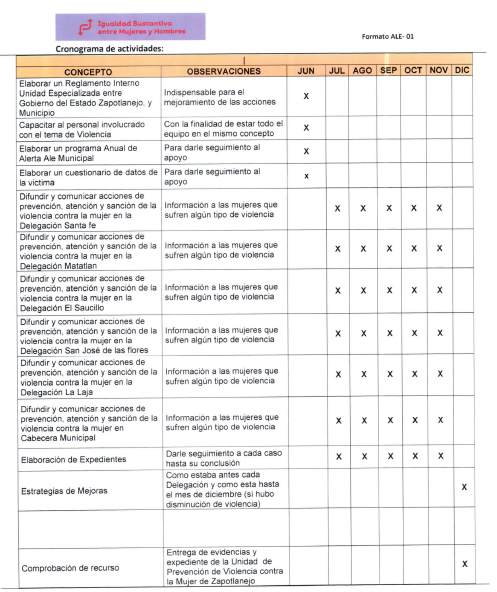 Igualdad Sustantiva
entre Mujeres y Hombres
Formato ALE- 01
Cronograma de actividades:
CONCEPTO OBSERVACIONES JUN JUL AGO SEP OCT NOV DIC
Elaborar un Reglamento Interno
Unidad Especializada entre
Gobierno del Estado Zapotlanejo, y
Municipio
Indispensable para el
mejoramiento de las acciones
X
Capacitar al personal involucrado
con el tema de Violencia
Con la finalidad de estar todo el
equipo en el mismo concepto
X
Elaborar un programa Anual de
Alerta Ale Municipal
Para darle seguimiento al
apoyo
X
Elaborar un cuestionario de datos de
la victima
Para darle seguimiento al
apoyo
x
Difundir y comunicar acciones de
prevención, atención y sanción de la
violencia contra la mujer en la
Delegación Santa fe
Información a las mujeres que
sufren algún tipo de violencia
X X X X X
Difundir y comunicar acciones de
prevención, atención y sanción de la
violencia contra la mujer en la
Delegación Matatlan
Información a las mujeres que
sufren algún tipo de violencia
X X X X X
Difundir y comunicar acciones de
prevención, atención y sanción de la
violencia contra la mujer en la
Delegación El Saucillo
Información a las mujeres que
sufren algún tipo de violencia
X X X X X
Difundir y comunicar acciones de
prevención, atención y sanción de la
violencia contra la mujer en la
Delegación San José de las flores
Información a las mujeres que
sufren algún tipo de violencia
X X X X X
Difundir y comunicar acciones de
prevención, atención y sanción de la
violencia contra la mujer en la
Delegación La Laja
Información a las mujeres que
sufren algún tipo de violencia
X X X X X
Difundir y comunicar acciones de
prevención, atención y sanción de la
violencia contra la mujer en
Cabecera Municipal
Información a las mujeres que
sufren algún tipo de violencia
X X X X X
Elaboración de Expedientes
Darle seguimiento a cada caso
hasta su conclusión
X X X X X
Estrategias de Mejoras
Como estaba antes cada
Delegación y como esta hasta
el mes de diciembre (si hubo
disminución de violencia)
X
Comprobación de recurso
Entrega de evidencias y
expediente de la Unidad de
Prevención de Violencia contra
la Mujer de Zapotlanejo
X